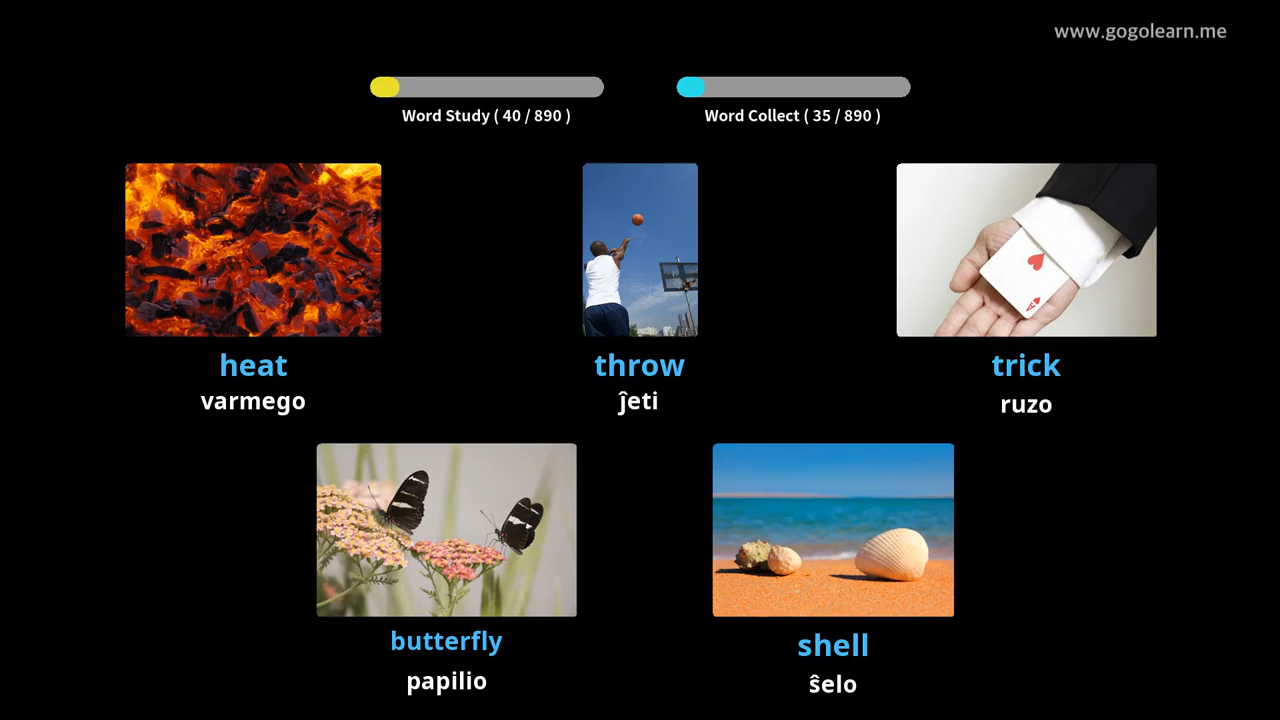 www.gogolearn.me
Word Study ( 40 / 890 )
Word Collect ( 35 / 890 )
heat
varmego
throw
ĵeti
trick
ruzo
butterfly
papilio
shell
ŝelo